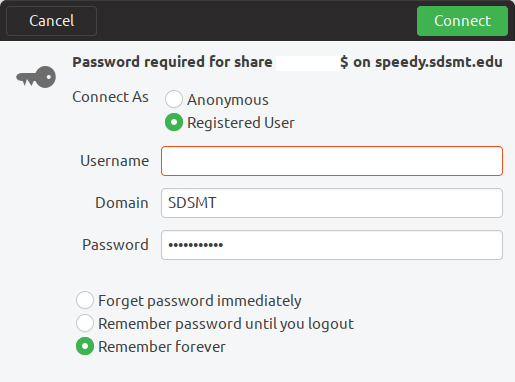 Cancel Connect
Password required for share $ on speedy.sdsmt.edu
Connect As
Anonymous
Registered User
Username
Domain SDSMT
Password •••••••••••
Forget password immediately
Remember password until you logout
Remember forever